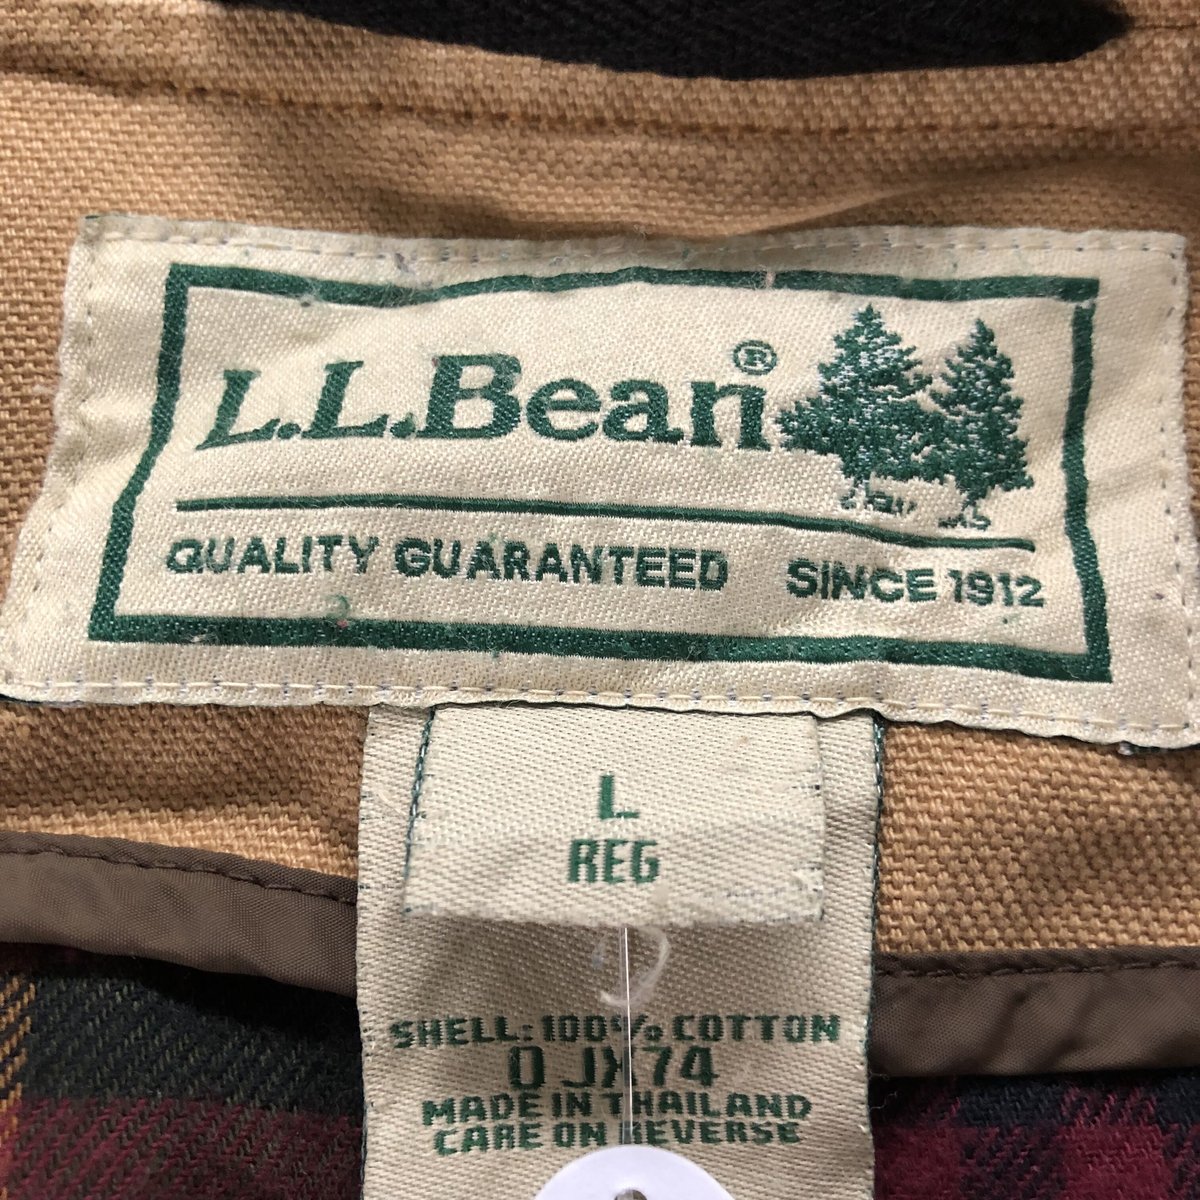 L.L.Bean®
QUALITY GUARANTEED SINCE 1912
L
REG
SHELL: 100% COTTON
0 JX74
MADE IN THAILAND
CARE ON REVERSE